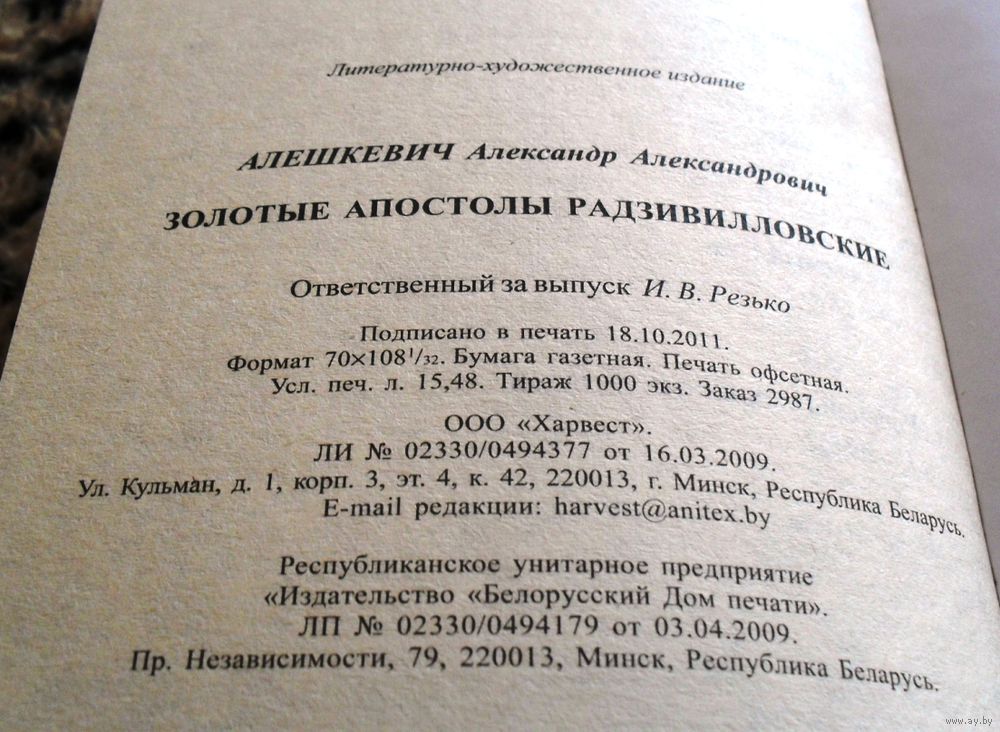 Литературно-художественное издание
АЛЕШКЕВИЧ Александр Александрович
ЗОЛОТЫЕ АПОСТОЛЫ РАДЗИВИЛЛОВСКИЕ
Ответственный за выпуск И. В. Резько
Подписано в печать 18.10.2011.
Формат 70×108¹/₃₂. Бумага газетная. Печать офсетная.
Усл. печ. л. 15,48. Тираж 1000 экз. Заказ 2987.
ООО «Харвест».
ЛИ № 02330/0494377 от 16.03.2009.
Ул. Кульман, д. 1, корп. 3, эт. 4, к. 42, 220013, г. Минск, Республика Беларусь.
E-mail редакции: harvest@anitex.by
Республиканское унитарное предприятие
«Издательство «Белорусский Дом печати».
ЛП № 02330/0494179 от 03.04.2009.
Пр. Независимости, 79, 220013, Минск, Республика Беларусь.
www.ay.by